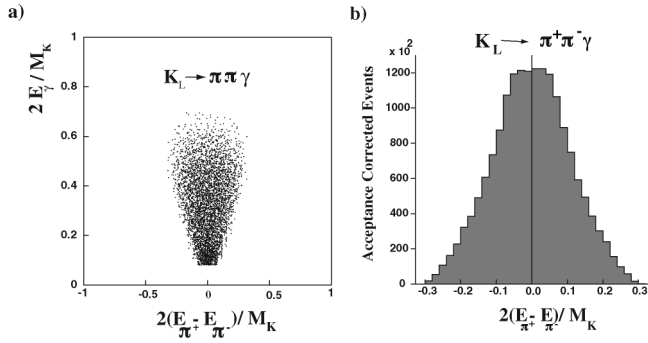 a)
K_L → π π γ
2 E_γ / M_K
1
0.8
0.6
0.4
0.2
0
-1 -0.5 0 0.5 1
2(E_π+ - E_π-) / M_K
b)
K_L → π⁺π⁻γ
x 10²
Acceptance Corrected Events
1200
1000
800
600
400
200
0
-0.3 -0.2 -0.1 0.0 0.1 0.2 0.3
2(E_π+ - E_π-) / M_K